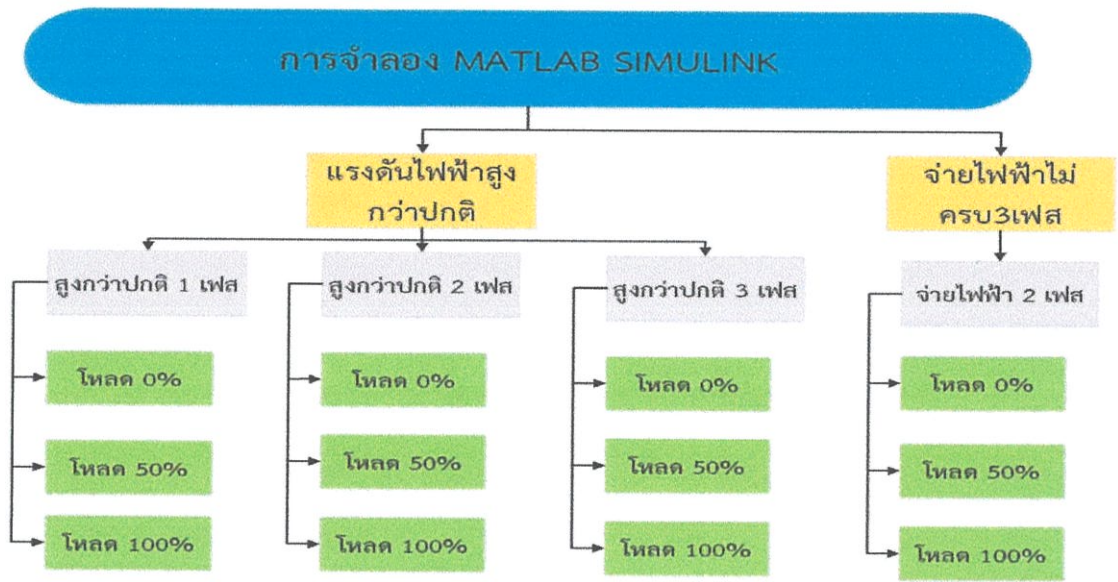 การจำลอง MATLAB SIMULINK
แรงดันไฟฟ้าสูง
กว่าปกติ
จ่ายไฟฟ้าไม่
ครบ3เฟส
สูงกว่าปกติ 1 เฟส
สูงกว่าปกติ 2 เฟส
สูงกว่าปกติ 3 เฟส
จ่ายไฟฟ้า 2 เฟส
โหลด 0%
โหลด 0%
โหลด 0%
โหลด 0%
โหลด 50%
โหลด 50%
โหลด 50%
โหลด 50%
โหลด 100%
โหลด 100%
โหลด 100%
โหลด 100%